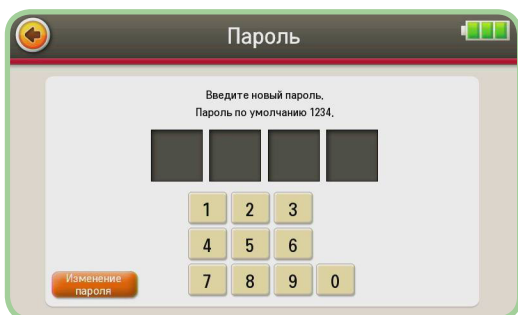 Пароль
Введите новый пароль,
Пароль по умолчанию 1234,
1 2 3
4 5 6
7 8 9 0
Изменение
пароля